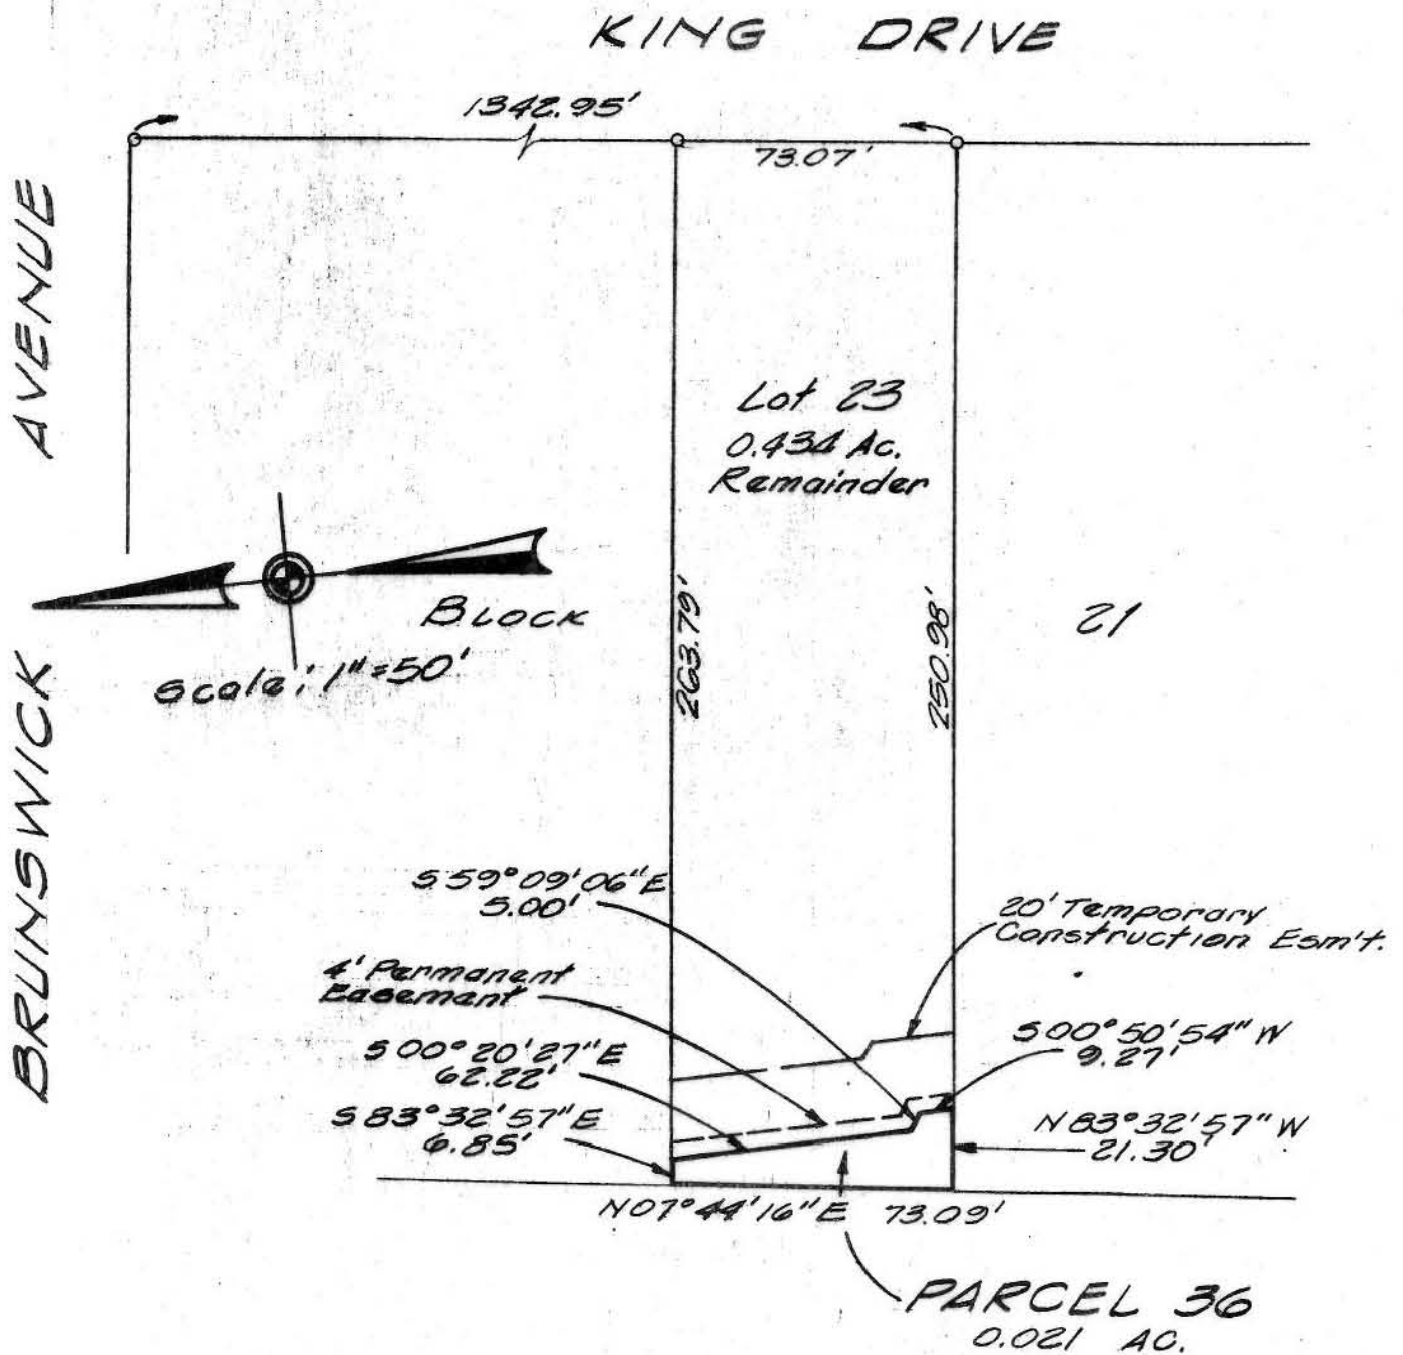 KING DRIVE
1342.95'
73.07'
BRUNSWICK AVENUE
Lot 23
0.434 Ac.
Remainder
BLOCK
21
Scale: 1"=50'
263.79'
250.98'
S 59°09'06" E
5.00'
20' Temporary
Construction Esm't.
4' Permanent
Easement
S 00°20'27" E
62.22'
S 00°50'54" W
9.27'
S 83°32'57" E
6.85'
N 83°32'57" W
21.30'
N 07°44'16" E 73.09'
PARCEL 36
0.021 AC.